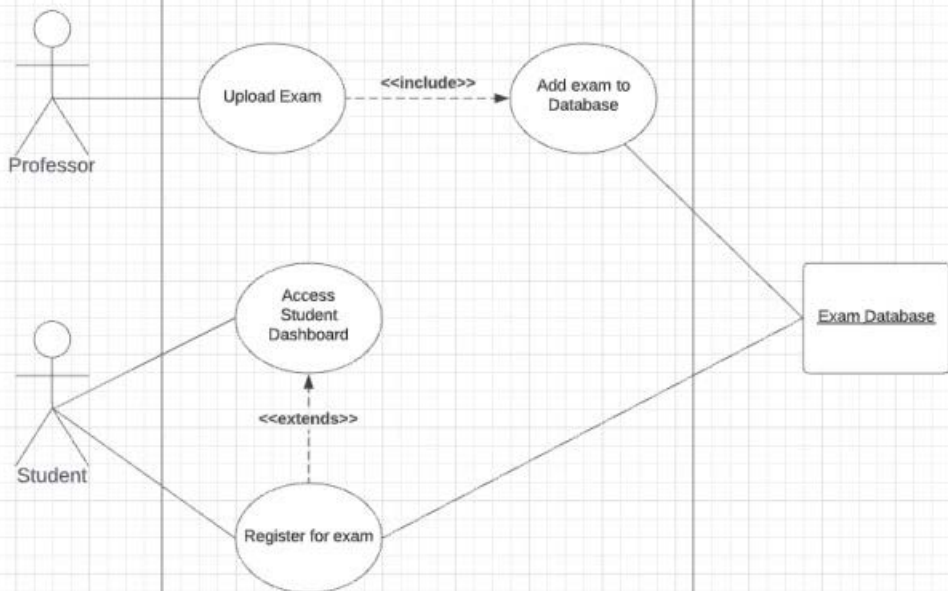 Professor
Upload Exam
<<include>>
Add exam to
Database
Access
Student
Dashboard
Exam Database
<<extends>>
Student
Register for exam